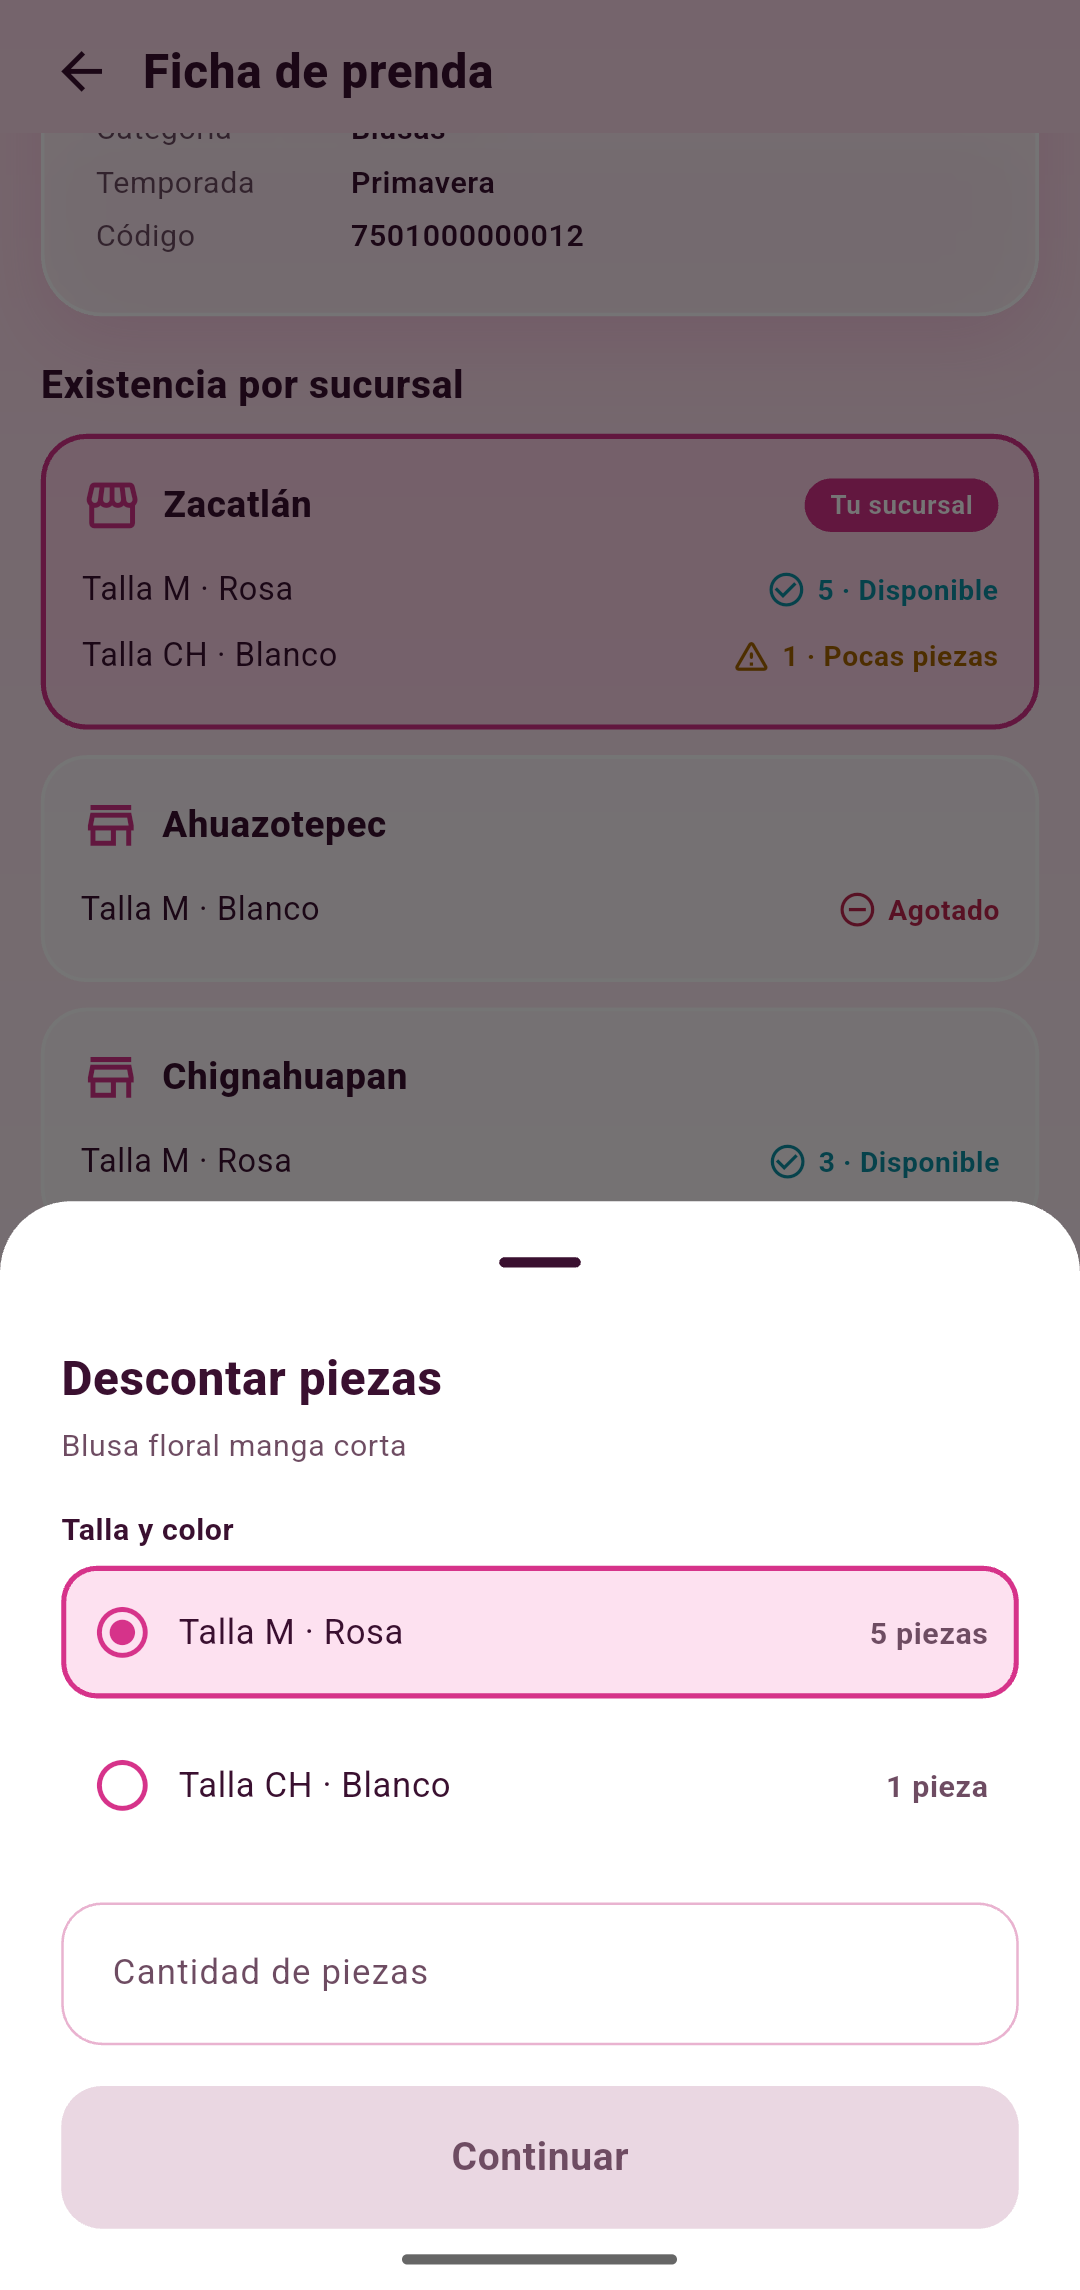 Ficha de prenda
Categoría Blusas
Temporada Primavera
Código 7501000000012
Existencia por sucursal
Zacatlán Tu sucursal
Talla M · Rosa 5 · Disponible
Talla CH · Blanco 1 · Pocas piezas
Ahuazotepec
Talla M · Blanco Agotado
Chignahuapan
Talla M · Rosa 3 · Disponible
Descontar piezas
Blusa floral manga corta
Talla y color
Talla M · Rosa 5 piezas
Talla CH · Blanco 1 pieza
Cantidad de piezas
Continuar